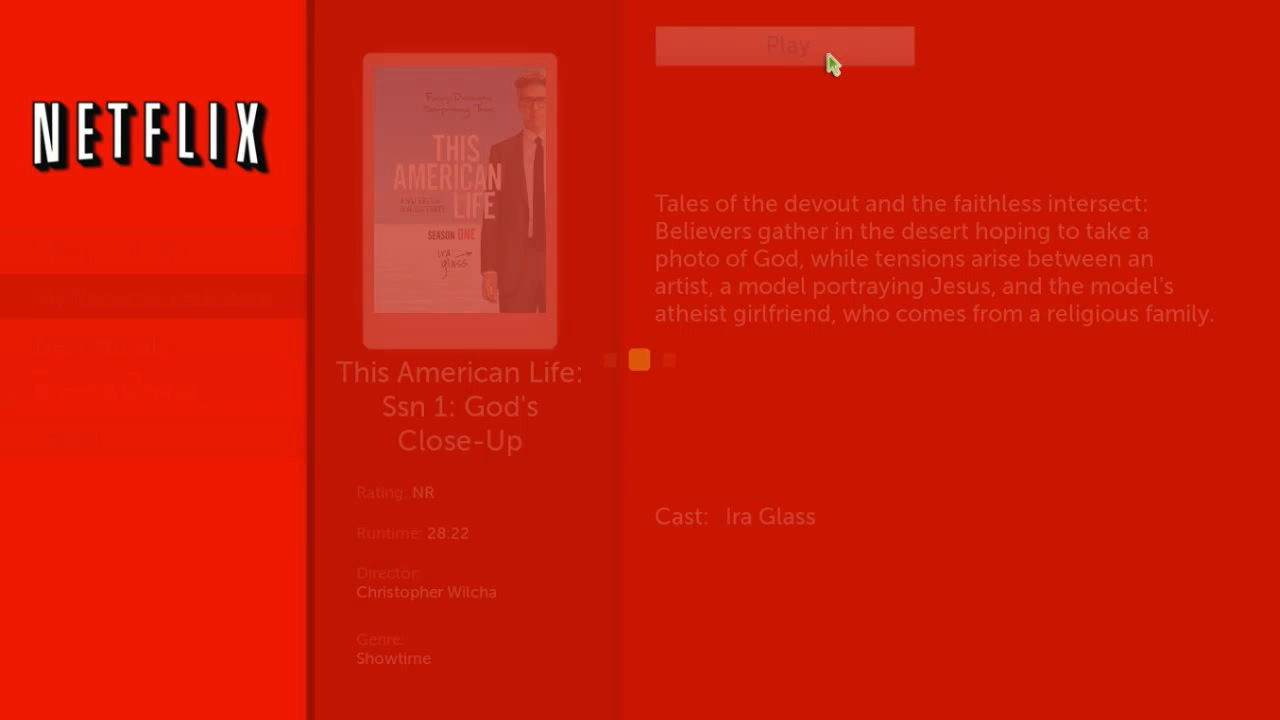 NETFLIX
Play
THIS
AMERICAN
LIFE
SEASON ONE
ira
glass
Tales of the devout and the faithless intersect:
Believers gather in the desert hoping to take a
photo of God, while tensions arise between an
artist, a model portraying Jesus, and the model's
atheist girlfriend, who comes from a religious family.
This American Life:
Ssn 1: God's
Close-Up
Rating: NR
Runtime: 28:22
Director:
Christopher Wilcha
Genre:
Showtime
Cast: Ira Glass